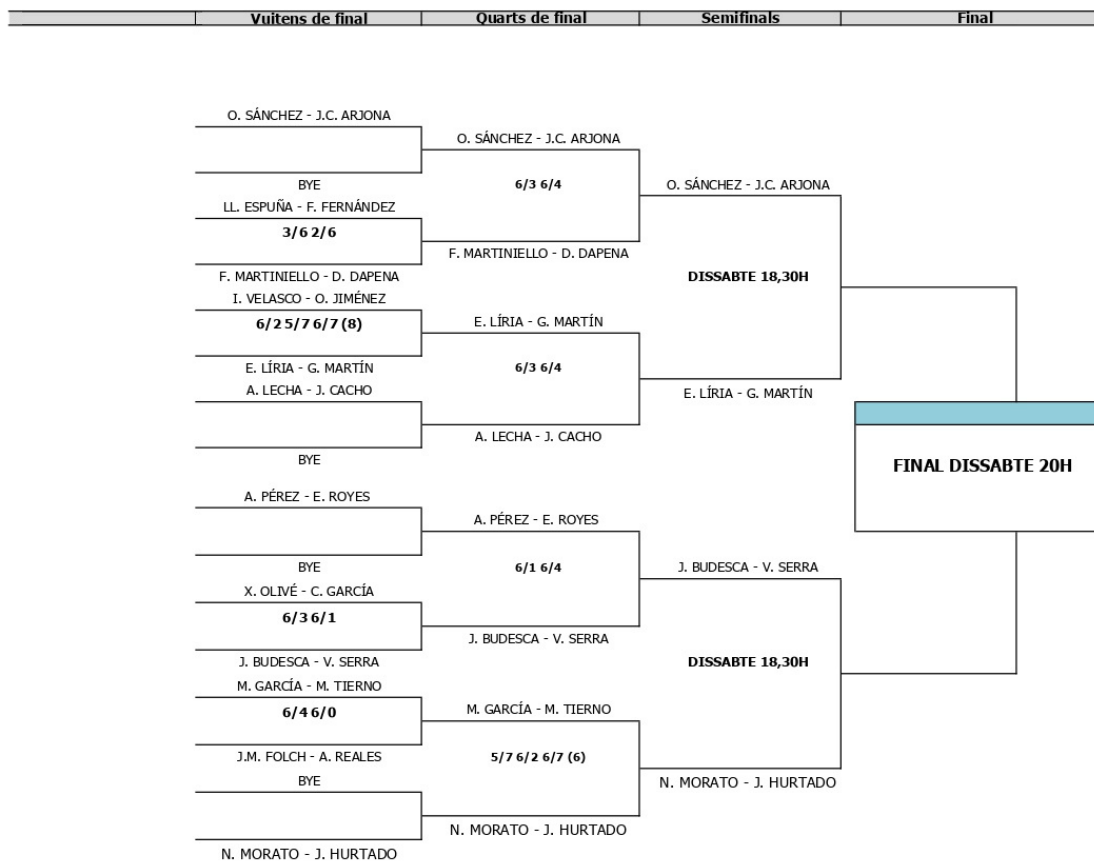 Vuitens de final
Quarts de final
Semifinals
Final
O. SÁNCHEZ - J.C. ARJONA
BYE
LL. ESPUÑA - F. FERNÁNDEZ
3/6 2/6
F. MARTINIELLO - D. DAPENA
I. VELASCO - O. JIMÉNEZ
6/2 5/7 6/7 (8)
E. LÍRIA - G. MARTÍN
A. LECHA - J. CACHO
BYE
A. PÉREZ - E. ROYES
BYE
X. OLIVÉ - C. GARCÍA
6/3 6/1
J. BUDESCA - V. SERRA
M. GARCÍA - M. TIERNO
6/4 6/0
J.M. FOLCH - A. REALES
BYE
N. MORATO - J. HURTADO
O. SÁNCHEZ - J.C. ARJONA
6/3 6/4
F. MARTINIELLO - D. DAPENA
E. LÍRIA - G. MARTÍN
6/3 6/4
A. LECHA - J. CACHO
A. PÉREZ - E. ROYES
6/1 6/4
J. BUDESCA - V. SERRA
M. GARCÍA - M. TIERNO
5/7 6/2 6/7 (6)
N. MORATO - J. HURTADO
O. SÁNCHEZ - J.C. ARJONA
DISSABTE 18,30H
E. LÍRIA - G. MARTÍN
J. BUDESCA - V. SERRA
DISSABTE 18,30H
N. MORATO - J. HURTADO
FINAL DISSABTE 20H